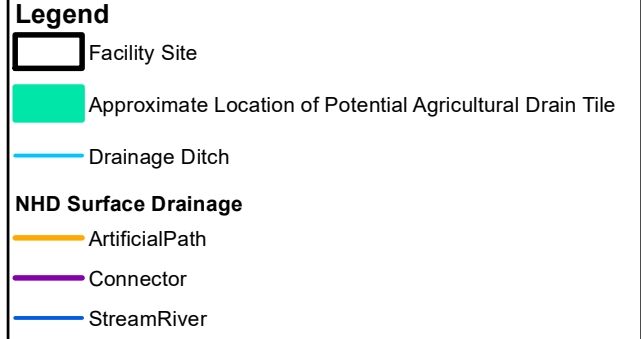 Legend
Facility Site
Approximate Location of Potential Agricultural Drain Tile
Drainage Ditch
NHD Surface Drainage
ArtificialPath
Connector
StreamRiver